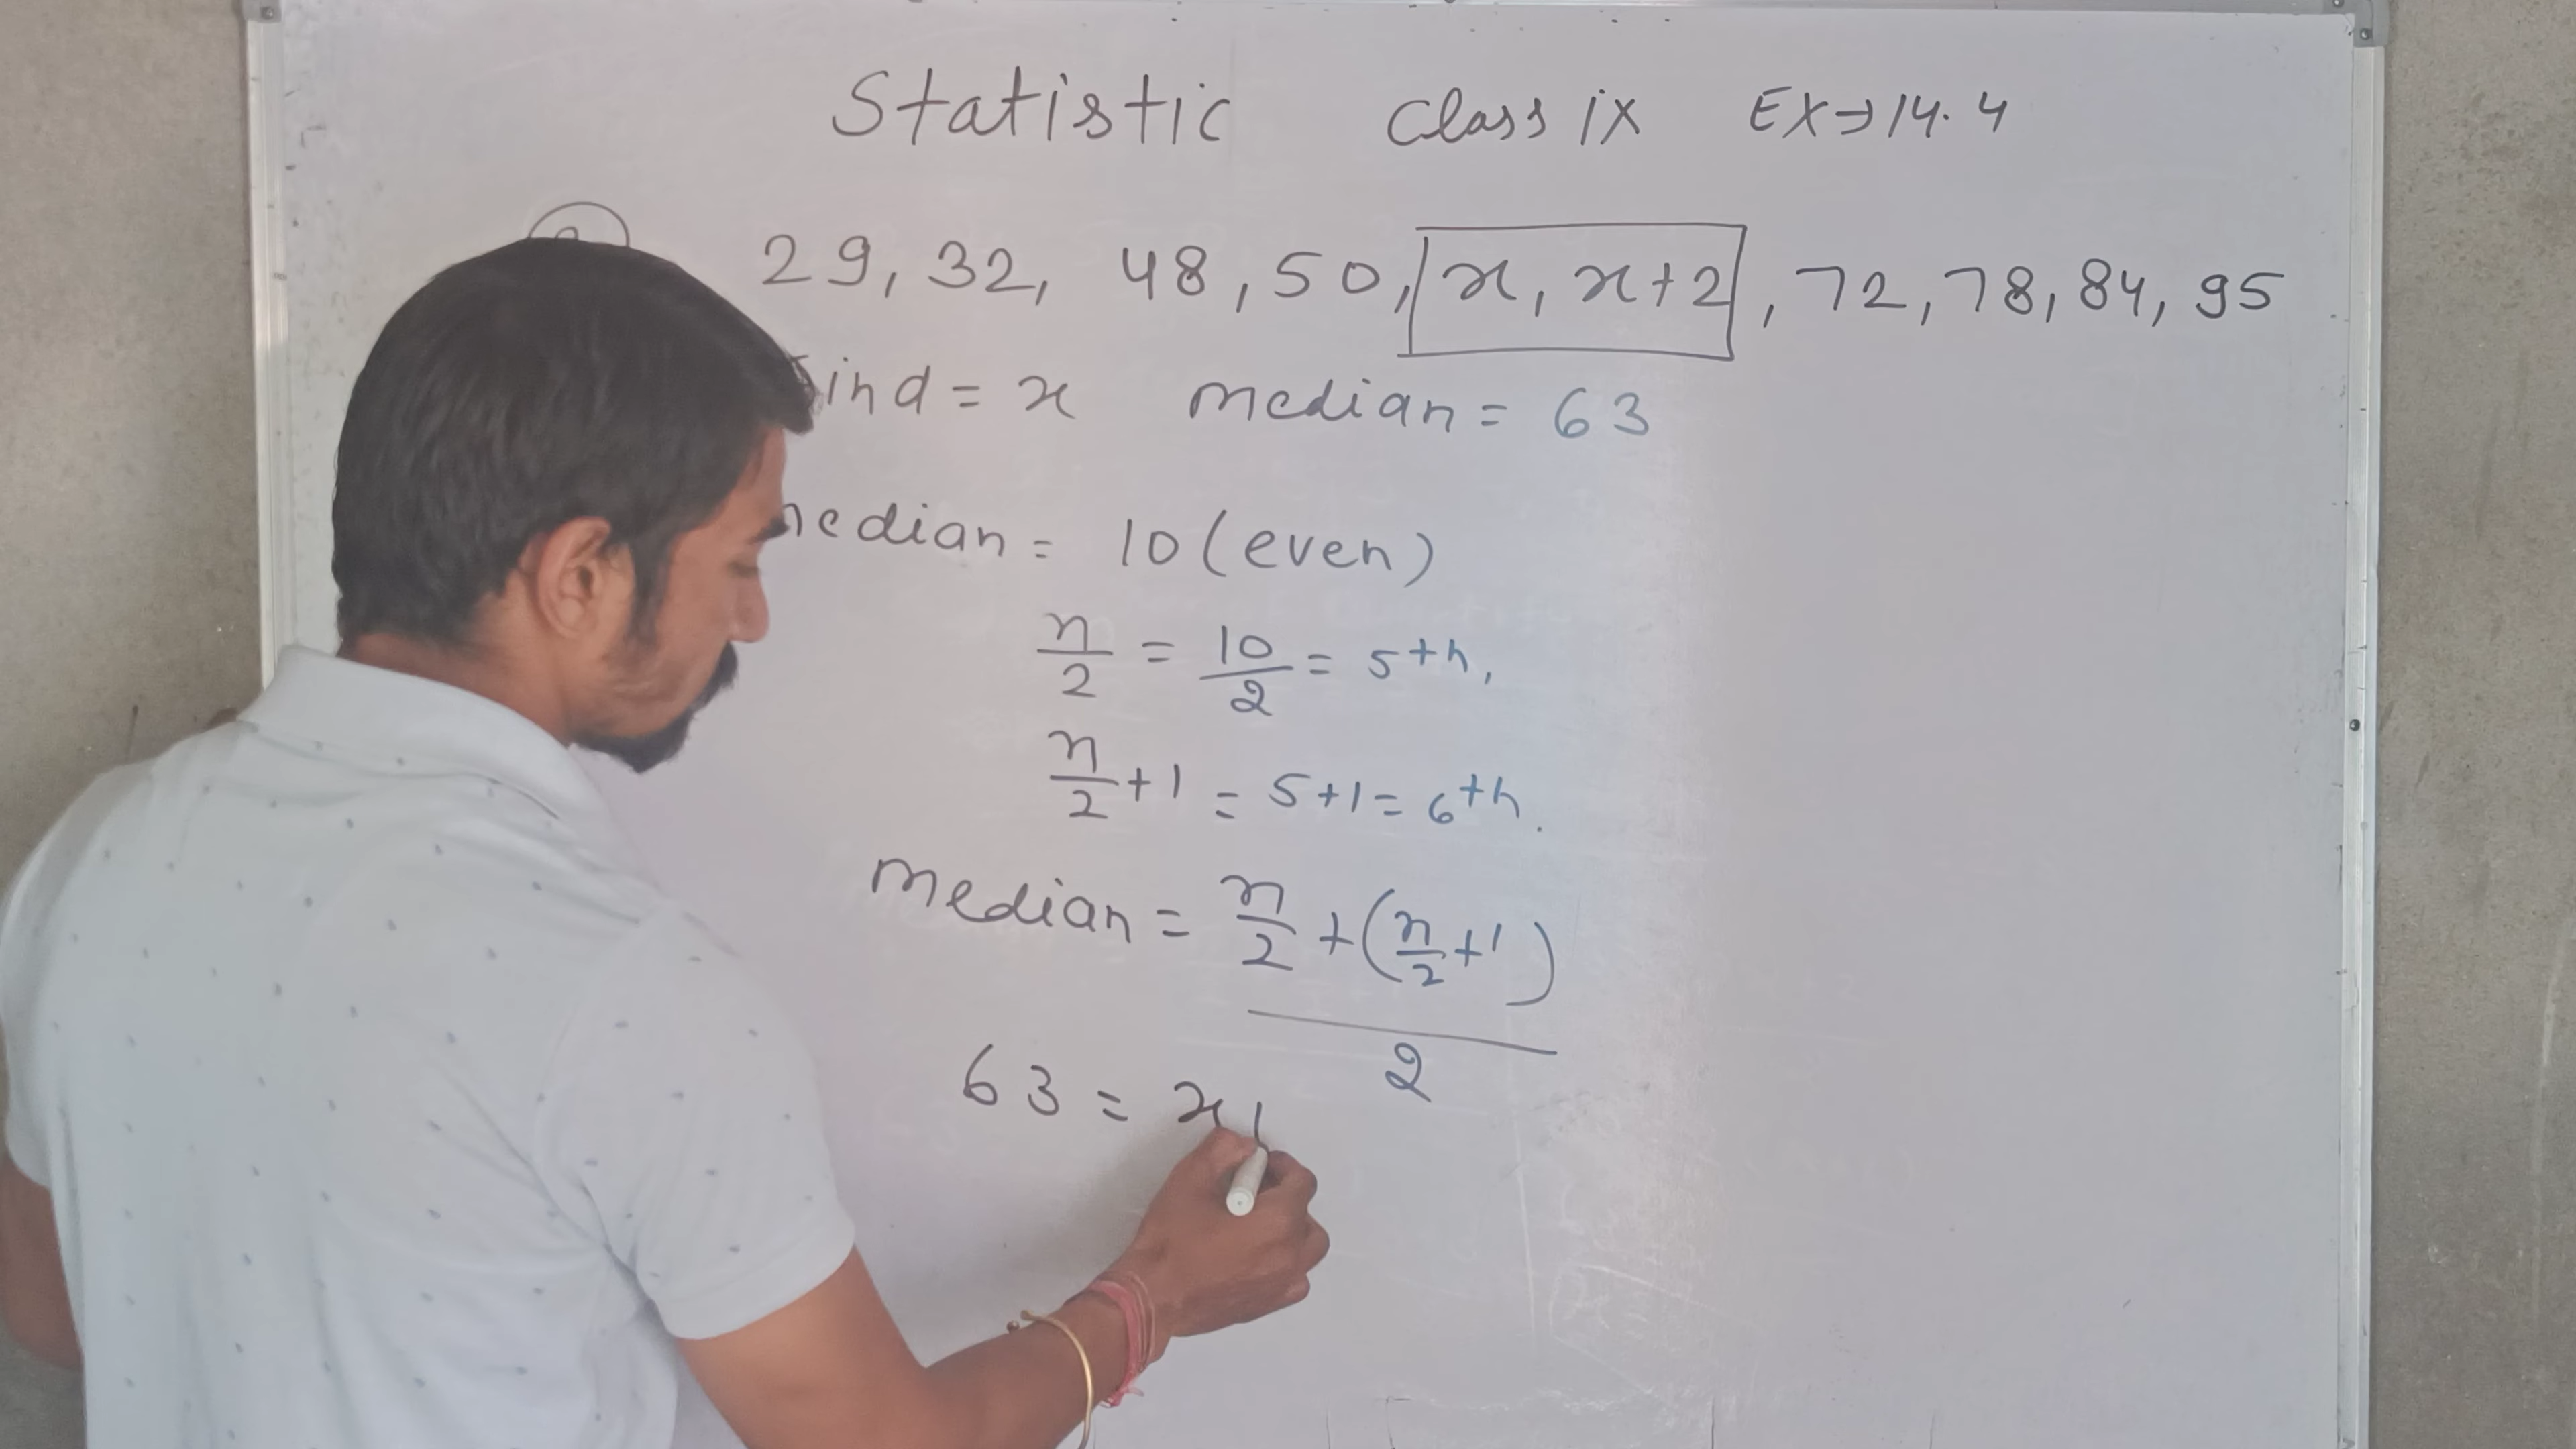 Statistic Class IX EX→14.4
29, 32, 48, 50, x, x+2, 72, 78, 84, 95
ind = x median = 63
median = 10 (even)
n/2 = 10/2 = 5th,
n/2 + 1 = 5+1 = 6th.
median = n/2 + (n/2 + 1) / 2
63 = x